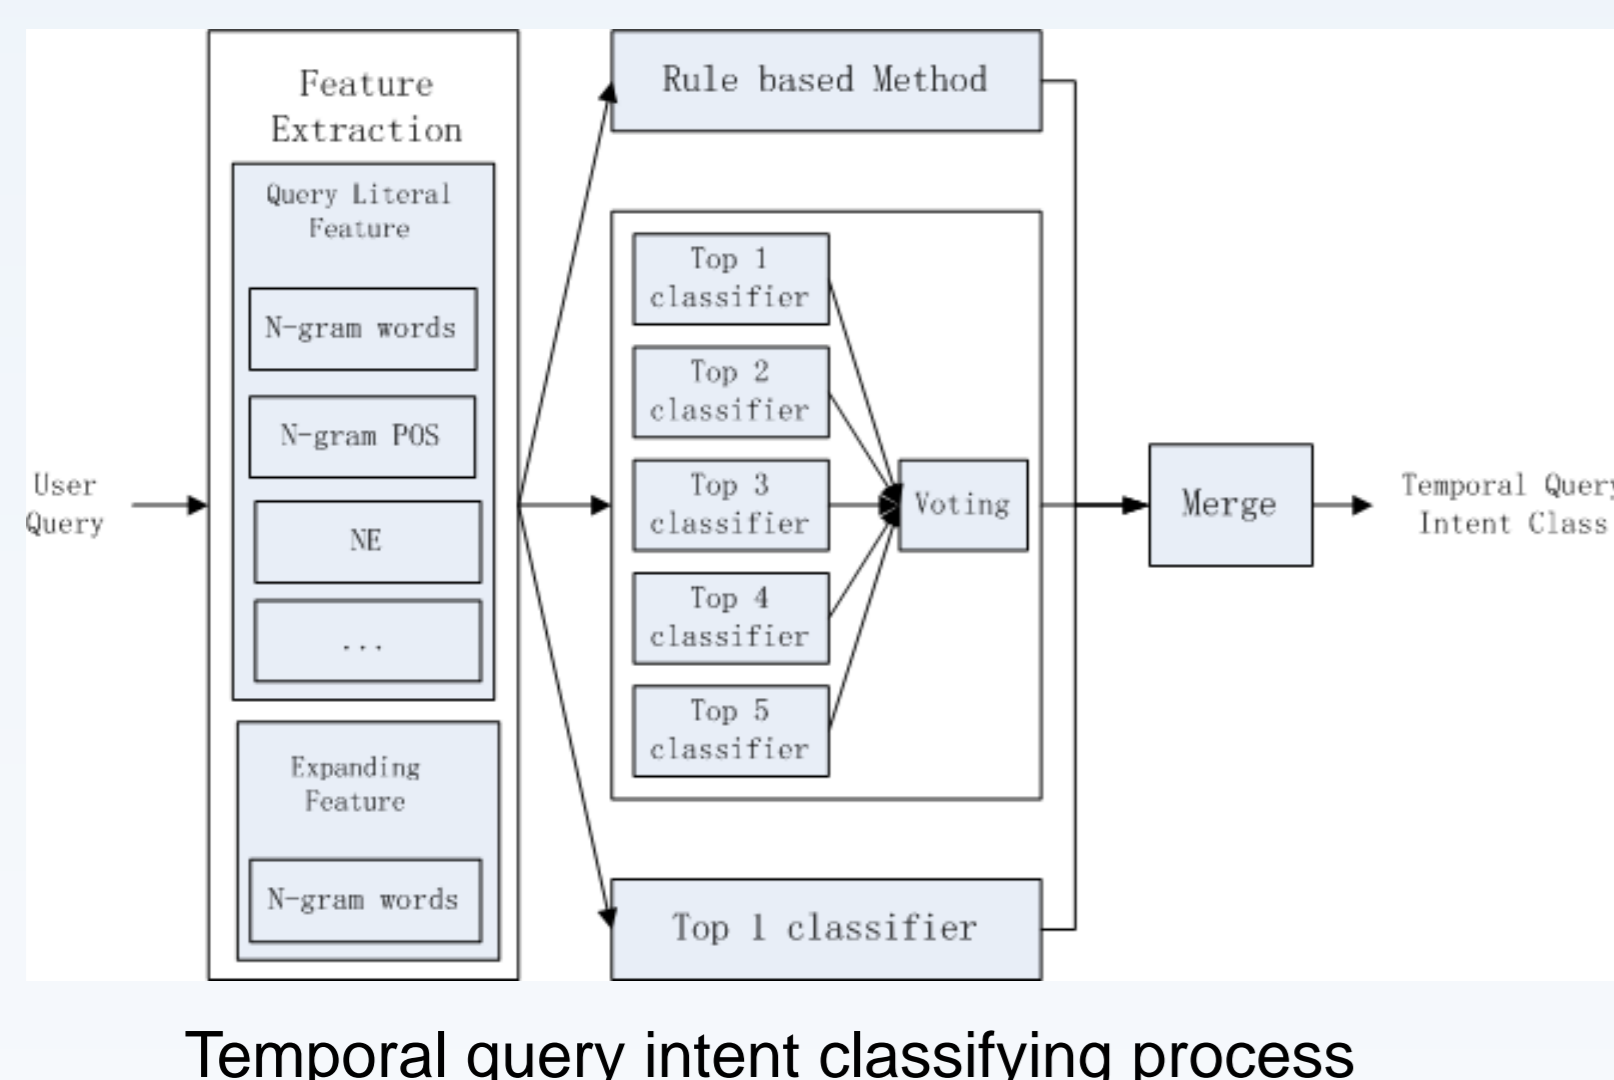 Feature
Extraction
Query Literal
Feature
N-gram words
N-gram POS
NE
...
Expanding
Feature
N-gram words
User
Query
Rule based Method
Top 1
classifier
Top 2
classifier
Top 3
classifier
Top 4
classifier
Top 5
classifier
Voting
Top 1 classifier
Merge
Temporal Query
Intent Class
Temporal query intent classifying process